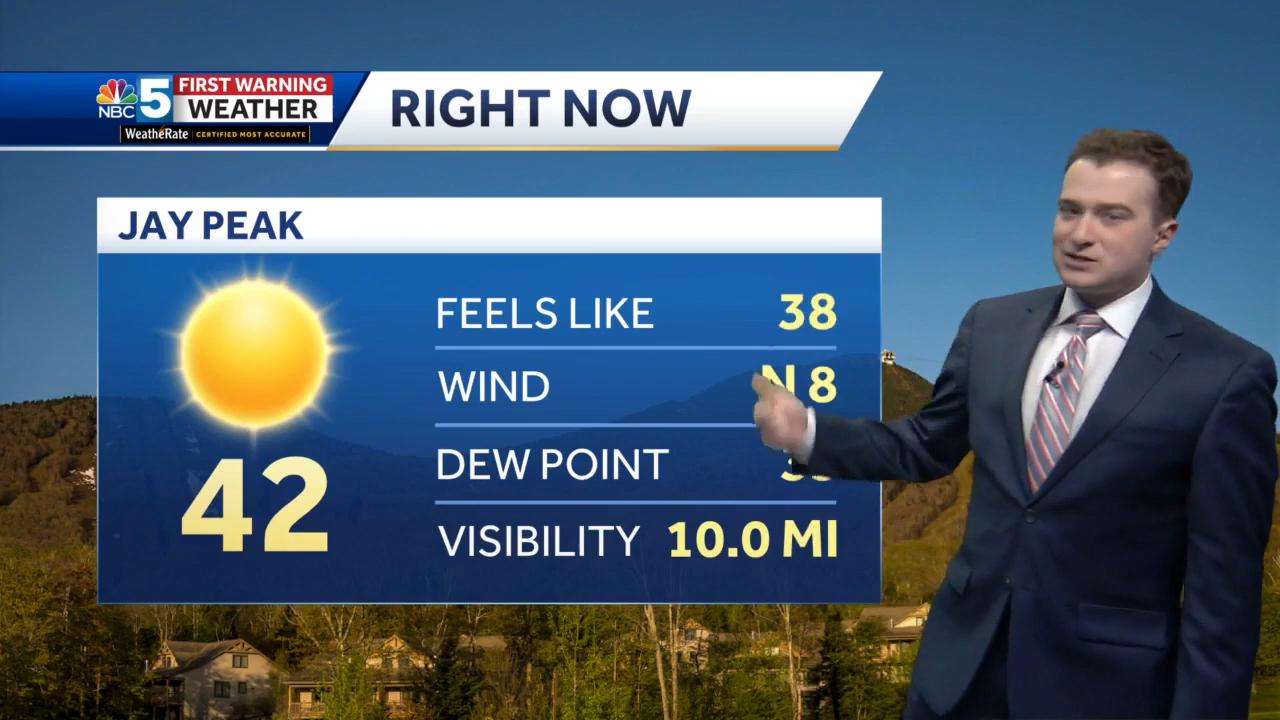 FIRST WARNING
NBC 5 WEATHER
WeatheRate CERTIFIED MOST ACCURATE
RIGHT NOW
JAY PEAK
42
FEELS LIKE 38
WIND N 8
DEW POINT
VISIBILITY 10.0 MI